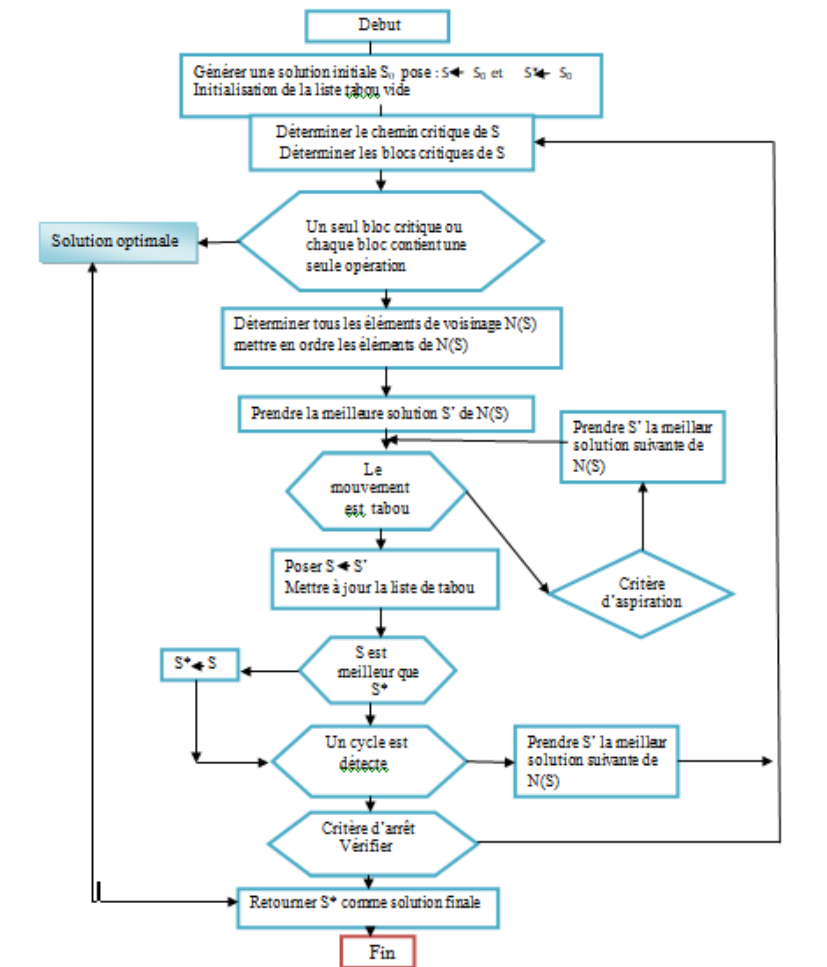 Debut
Générer une solution initiale S₀ pose : S← S₀ et S*← S₀
Initialisation de la liste tabou vide
Déterminer le chemin critique de S
Déterminer les blocs critiques de S
Un seul bloc critique ou
chaque bloc contient une
seule opération
Solution optimale
Déterminer tous les éléments de voisinage N(S)
mettre en ordre les éléments de N(S)
Prendre la meilleure solution S’ de N(S)
Prendre S’ la meilleur
solution suivante de
N(S)
Le
mouvement
est tabou
Critère
d’aspiration
Poser S← S’
Mettre à jour la liste de tabou
S est
meilleur que
S*
S*← S
Un cycle est
détecte
Prendre S’ la meilleur
solution suivante de
N(S)
Critère d’arrêt
Vérifier
Retourner S* comme solution finale
Fin